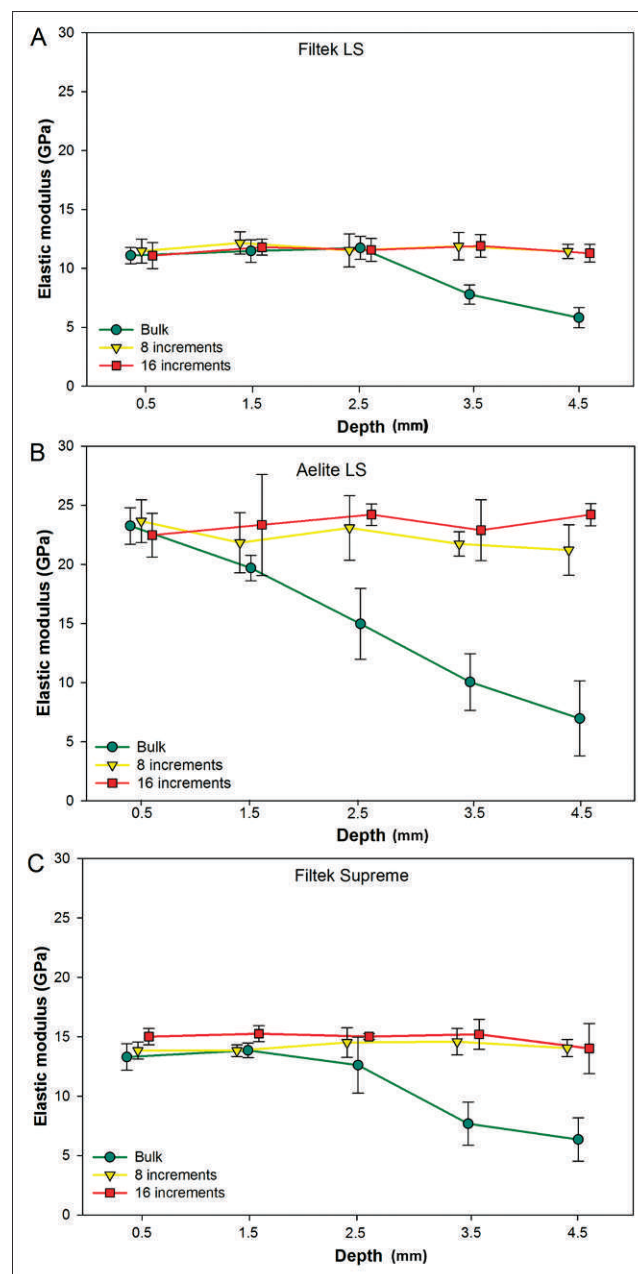 A
Filtek LS
30
25
20
15
10
5
0
Elastic modulus (GPa)
Bulk
8 increments
16 increments
0.5 1.5 2.5 3.5 4.5
Depth (mm)
B
Aelite LS
30
25
20
15
10
5
0
Elastic modulus (GPa)
Bulk
8 increments
16 increments
0.5 1.5 2.5 3.5 4.5
Depth (mm)
C
Filtek Supreme
30
25
20
15
10
5
0
Elastic modulus (GPa)
Bulk
8 increments
16 increments
0.5 1.5 2.5 3.5 4.5
Depth (mm)